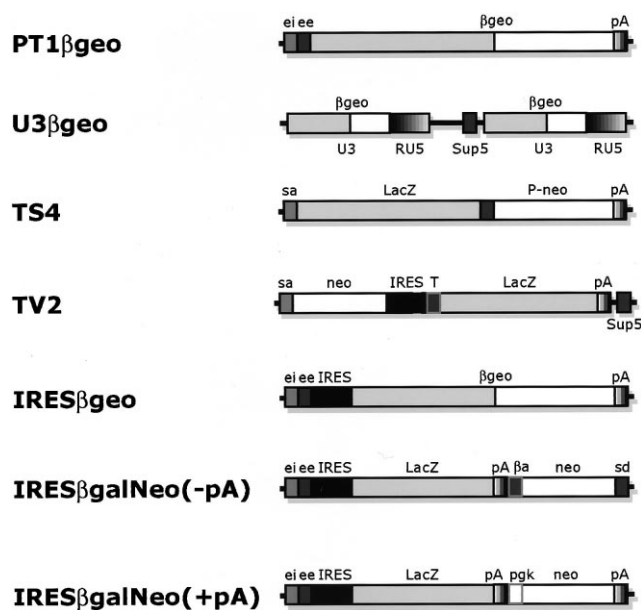 ei ee βgeo pA
PT1βgeo
βgeo βgeo
U3βgeo
U3 RU5 Sup5 U3 RU5
sa LacZ P-neo pA
TS4
sa neo IRES T LacZ pA
TV2
Sup5
ei ee IRES βgeo pA
IRESβgeo
ei ee IRES LacZ pA βa neo sd
IRESβgalNeo(-pA)
ei ee IRES LacZ pA pgk neo pA
IRESβgalNeo(+pA)